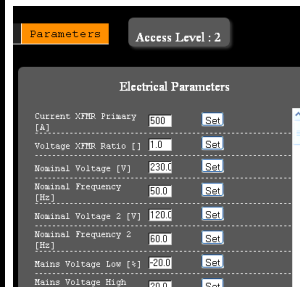 Parameters
Access Level : 2
Electrical Parameters
Current XFMR Primary [A] 500 Set
Voltage XFMR Ratio [] 1.0 Set
Nominal Voltage [V] 230.0 Set
Nominal Frequency [Hz] 50.0 Set
Nominal Voltage 2 [V] 120.0 Set
Nominal Frequency 2 [Hz] 60.0 Set
Mains Voltage Low [%] -20.0 Set
Mains Voltage High 20.0 Set